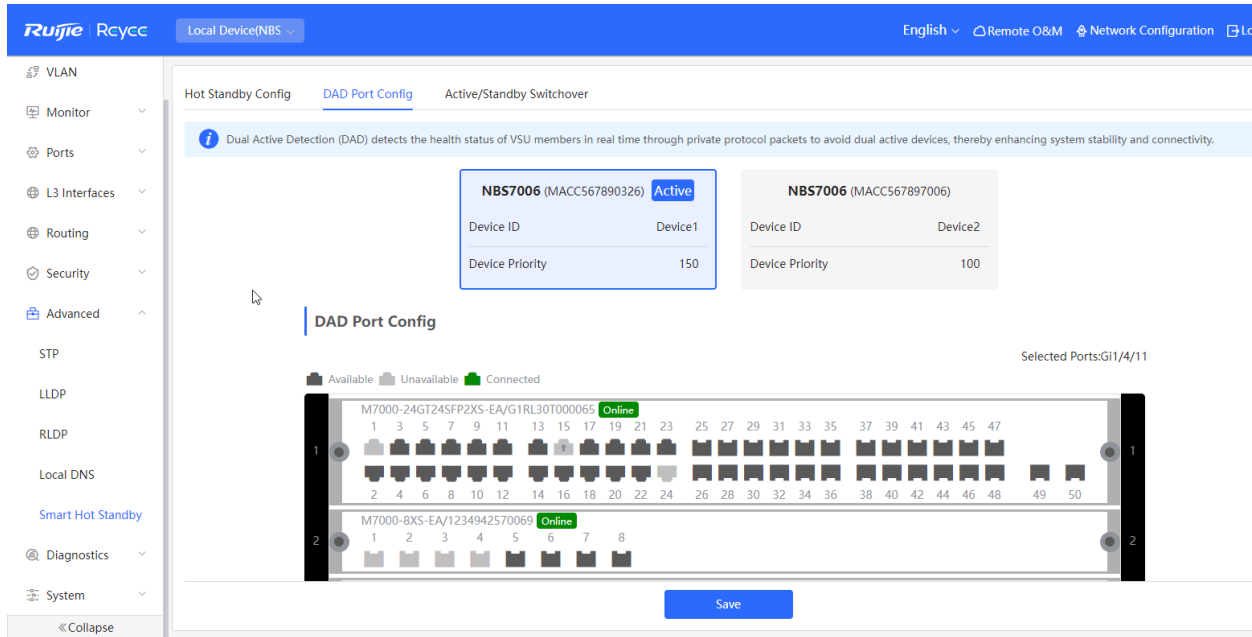 Ruijie Rcycc Local Device(NBS English Remote O&M Network Configuration Lo
VLAN
Monitor
Ports
L3 Interfaces
Routing
Security
Advanced
STP
LLDP
RLDP
Local DNS
Smart Hot Standby
Diagnostics
System
«Collapse
Hot Standby Config DAD Port Config Active/Standby Switchover
Dual Active Detection (DAD) detects the health status of VSU members in real time through private protocol packets to avoid dual active devices, thereby enhancing system stability and connectivity.
NBS7006 (MACC567890326) Active
Device ID Device1
Device Priority 150
NBS7006 (MACC567897006)
Device ID Device2
Device Priority 100
DAD Port Config
Selected Ports:Gi1/4/11
Available Unavailable Connected
M7000-24GT24SFP2XS-EA/G1RL30T000065 Online
1 3 5 7 9 11 13 15 17 19 21 23 25 27 29 31 33 35 37 39 41 43 45 47
1 1
2 4 6 8 10 12 14 16 18 20 22 24 26 28 30 32 34 36 38 40 42 44 46 48 49 50
M7000-8XS-EA/1234942570069 Online
1 2 3 4 5 6 7 8
2 2
Save